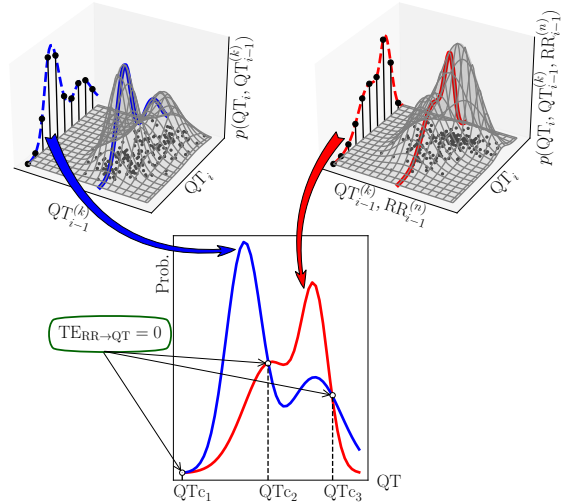 p(QT_i, QT_{i-1}^{(k)})
QT_i
QT_{i-1}^{(k)}
p(QT_i, QT_{i-1}^{(k)}, RR_{i-1}^{(n)})
QT_i
QT_{i-1}^{(k)}, RR_{i-1}^{(n)}
Prob.
TE_{RR→QT} = 0
QTc_1 QTc_2 QTc_3 QT